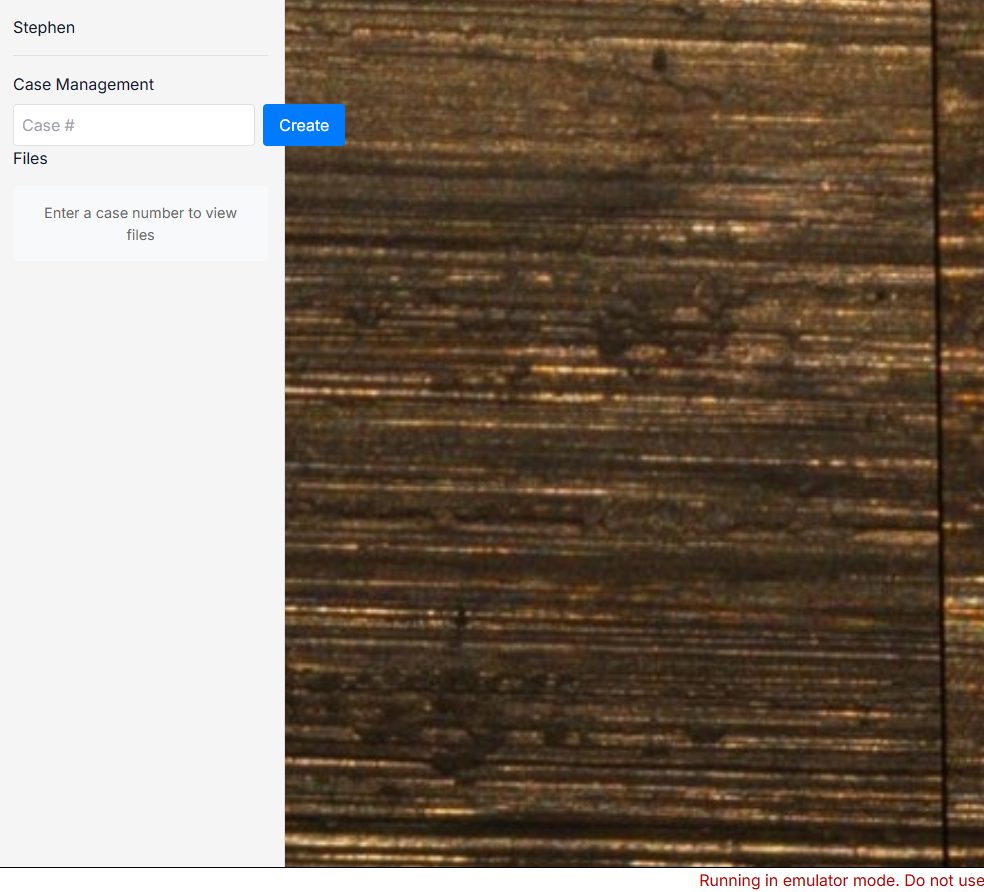 Stephen
Case Management
Case #
Create
Files
Enter a case number to view
files
Running in emulator mode. Do not use